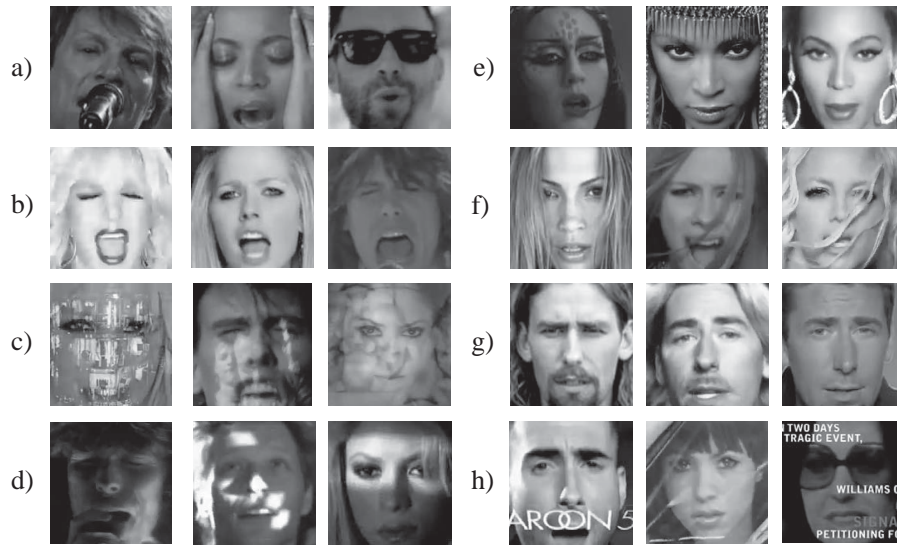 a)
e)
b)
f)
c)
g)
d)
h)
AROON 5
TWO DAYS
TRAGIC EVENT,
WILLIAMS
SIGNA
PETITIONING FO